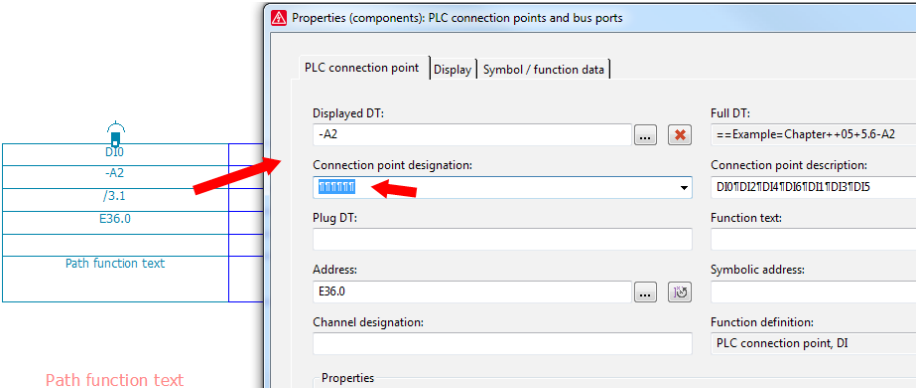 Properties (components): PLC connection points and bus ports
PLC connection point Display Symbol / function data
Displayed DT: Full DT:
-A2 ... ==Example=Chapter++05+5.6-A2
Connection point designation: Connection point description:
¶¶¶¶¶¶ DI0¶DI2¶DI4¶DI6¶DI1¶DI3¶DI5
Plug DT: Function text:
Address: Symbolic address:
E36.0 ...
Channel designation: Function definition:
PLC connection point, DI
Properties
DI0
-A2
/3.1
E36.0
Path function text
Path function text